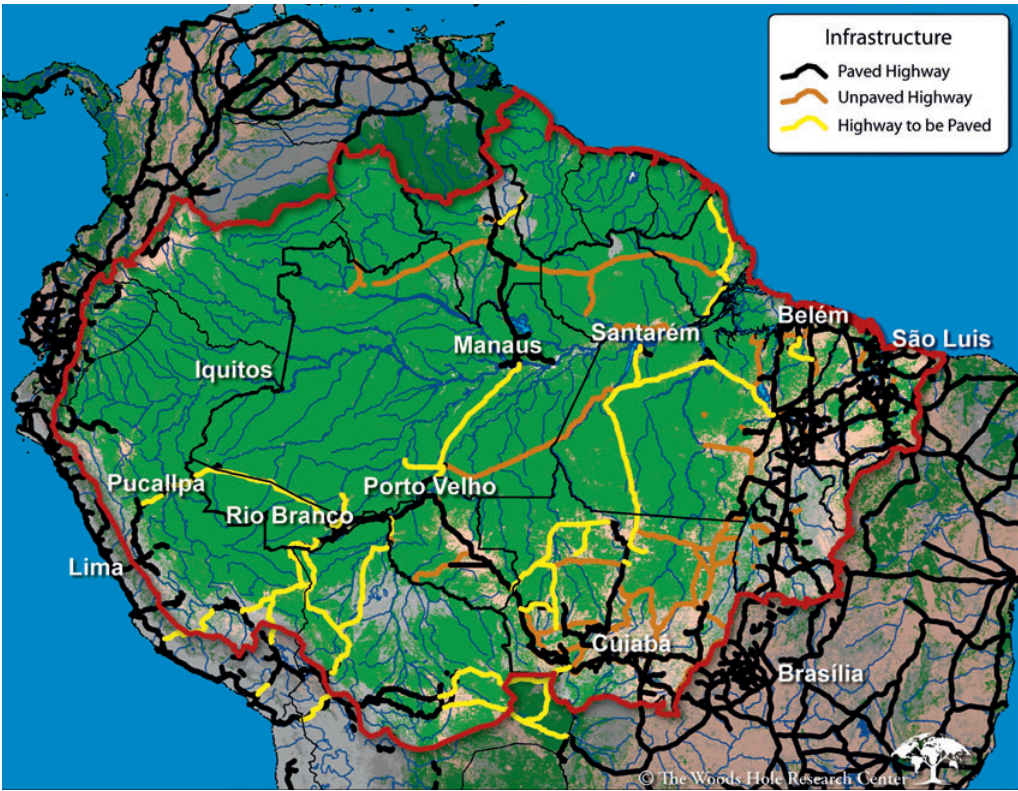 Infrastructure
Paved Highway
Unpaved Highway
Highway to be Paved
Belém
Santarém
São Luis
Manaus
Iquitos
Pucallpa
Porto Velho
Rio Branco
Lima
Cuiabá
Brasília
© The Woods Hole Research Center